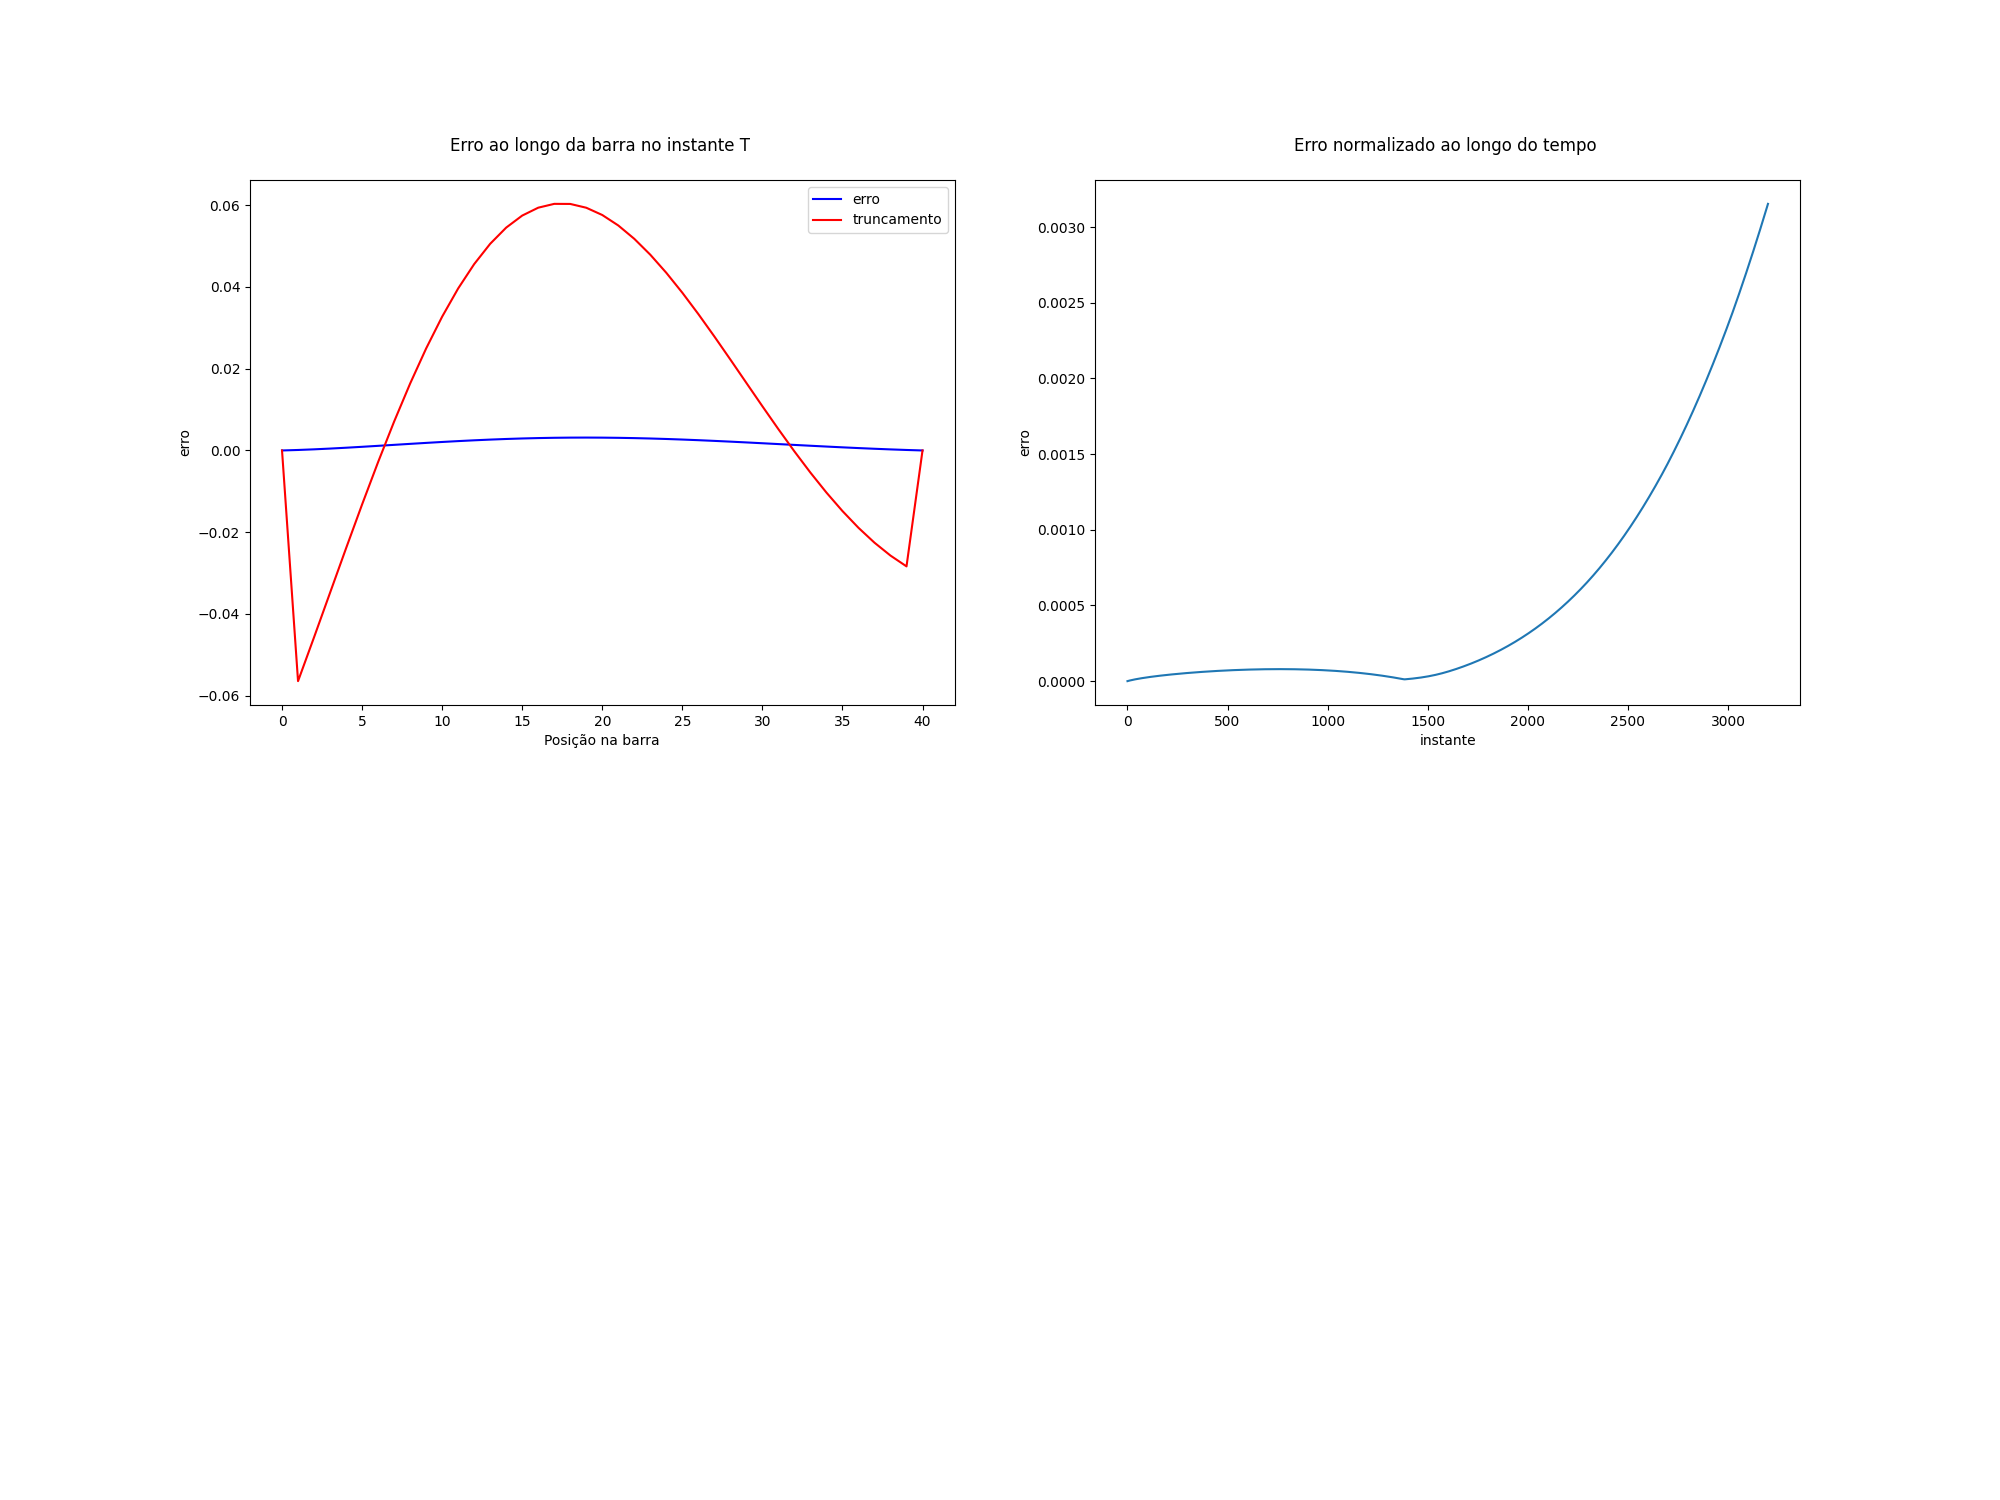 Erro ao longo da barra no instante T
erro
truncamento
0.06
0.04
0.02
0.00
−0.02
−0.04
−0.06
erro
0 5 10 15 20 25 30 35 40
Posição na barra
Erro normalizado ao longo do tempo
0.0030
0.0025
0.0020
0.0015
0.0010
0.0005
0.0000
erro
0 500 1000 1500 2000 2500 3000
instante